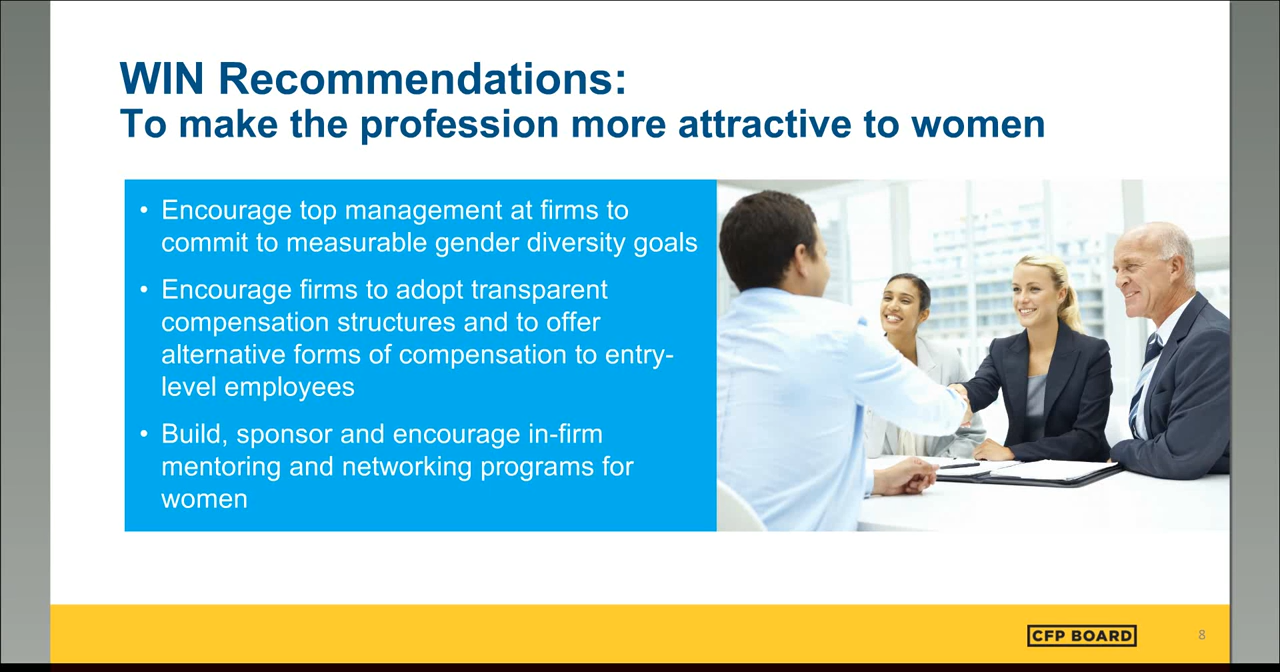 WIN Recommendations:
To make the profession more attractive to women
• Encourage top management at firms to
commit to measurable gender diversity goals
• Encourage firms to adopt transparent
compensation structures and to offer
alternative forms of compensation to entry-
level employees
• Build, sponsor and encourage in-firm
mentoring and networking programs for
women
CFP BOARD
8